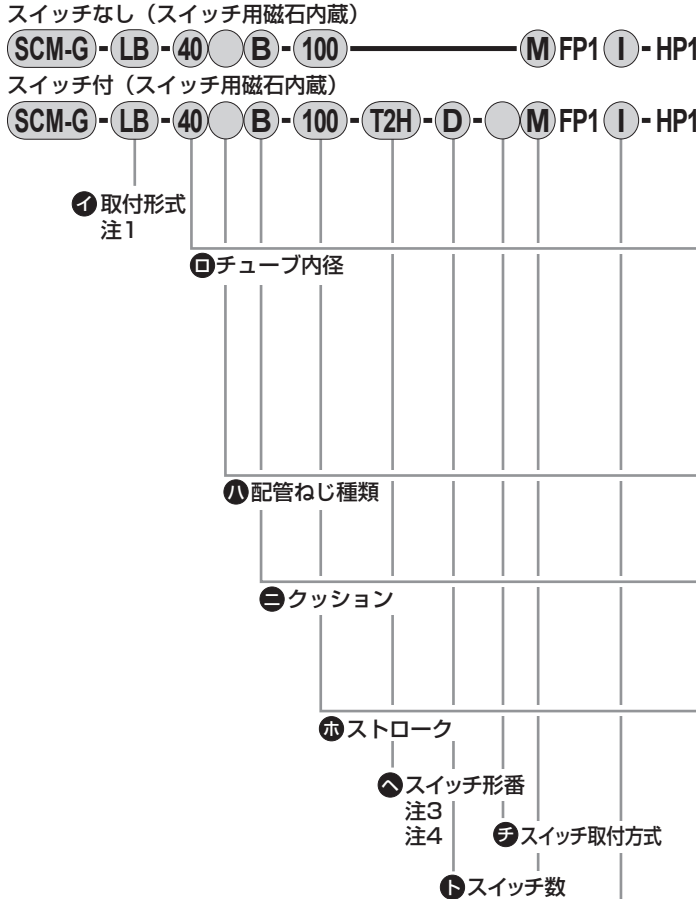 スイッチなし（スイッチ用磁石内蔵）
SCM-G - LB - 40 B - 100 M FP1 I - HP1
スイッチ付（スイッチ用磁石内蔵）
SCM-G - LB - 40 B - 100 - T2H - D - M FP1 I - HP1
イ 取付形式
注1
ロ チューブ内径
ハ 配管ねじ種類
ニ クッション
ホ ストローク
ヘ スイッチ形番
注3
注4
チ スイッチ取付方式
ト スイッチ数